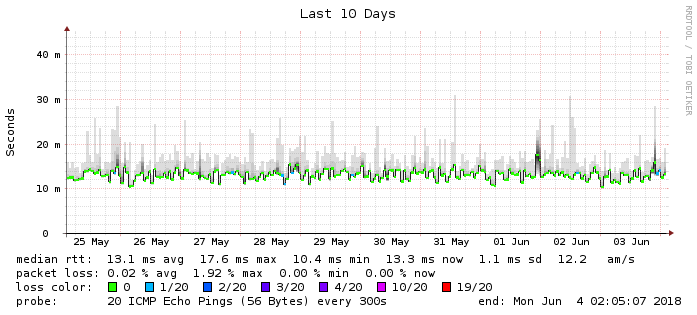 Last 10 Days
RRDTOOL / TOBI OETIKER
Seconds
40 m
30 m
20 m
10 m
0
25 May 26 May 27 May 28 May 29 May 30 May 31 May 01 Jun 02 Jun 03 Jun
median rtt: 13.1 ms avg 17.6 ms max 10.4 ms min 13.3 ms now 1.1 ms sd 12.2 am/s
packet loss: 0.02 % avg 1.92 % max 0.00 % min 0.00 % now
loss color: 0 1/20 2/20 3/20 4/20 10/20 19/20
probe: 20 ICMP Echo Pings (56 Bytes) every 300s end: Mon Jun 4 02:05:07 2018